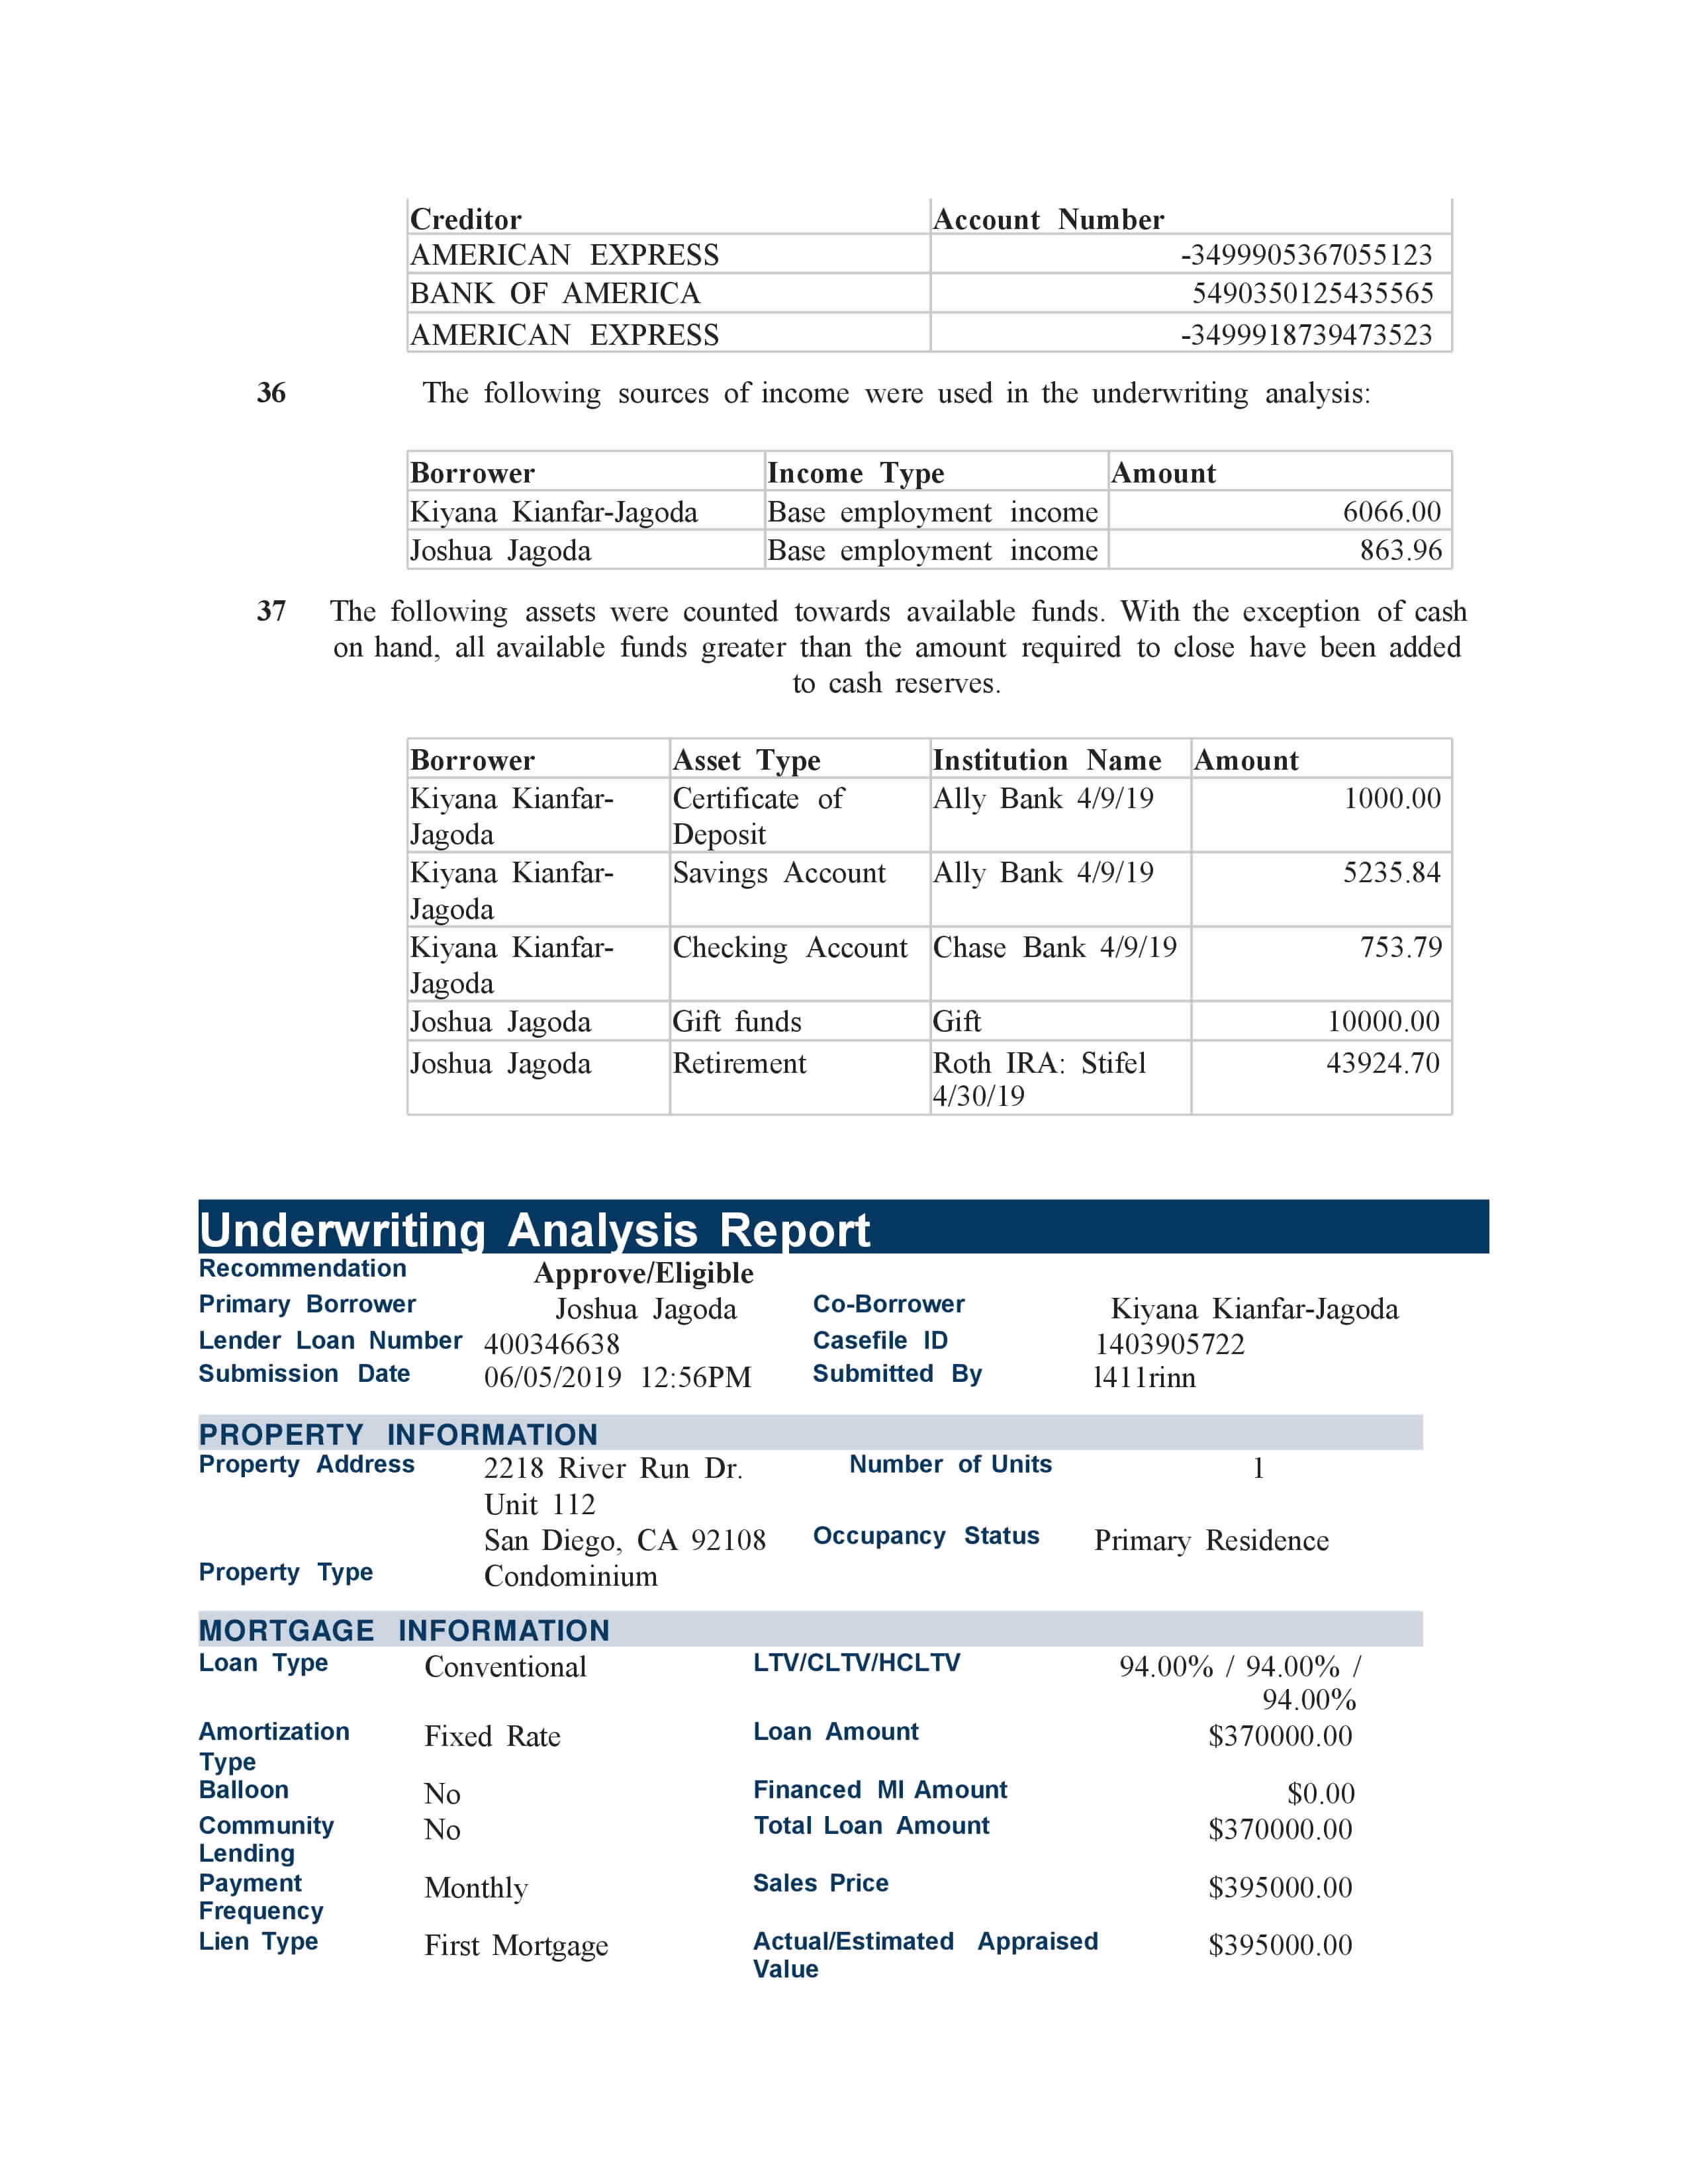 Creditor Account Number
AMERICAN EXPRESS -3499905367055123
BANK OF AMERICA 5490350125435565
AMERICAN EXPRESS -3499918739473523
36 The following sources of income were used in the underwriting analysis:
Borrower Income Type Amount
Kiyana Kianfar-Jagoda Base employment income 6066.00
Joshua Jagoda Base employment income 863.96
37 The following assets were counted towards available funds. With the exception of cash
on hand, all available funds greater than the amount required to close have been added
to cash reserves.
Borrower Asset Type Institution Name Amount
Kiyana Kianfar- Certificate of Ally Bank 4/9/19 1000.00
Jagoda Deposit
Kiyana Kianfar- Savings Account Ally Bank 4/9/19 5235.84
Jagoda
Kiyana Kianfar- Checking Account Chase Bank 4/9/19 753.79
Jagoda
Joshua Jagoda Gift funds Gift 10000.00
Joshua Jagoda Retirement Roth IRA: Stifel 43924.70
4/30/19
Underwriting Analysis Report
Recommendation Approve/Eligible
Primary Borrower Joshua Jagoda Co-Borrower Kiyana Kianfar-Jagoda
Lender Loan Number 400346638 Casefile ID 1403905722
Submission Date 06/05/2019 12:56PM Submitted By l411rinn
PROPERTY INFORMATION
Property Address 2218 River Run Dr. Number of Units 1
Unit 112
San Diego, CA 92108 Occupancy Status Primary Residence
Property Type Condominium
MORTGAGE INFORMATION
Loan Type Conventional LTV/CLTV/HCLTV 94.00% / 94.00% /
94.00%
Amortization Fixed Rate Loan Amount $370000.00
Type
Balloon No Financed MI Amount $0.00
Community No Total Loan Amount $370000.00
Lending
Payment Monthly Sales Price $395000.00
Frequency
Lien Type First Mortgage Actual/Estimated Appraised $395000.00
Value